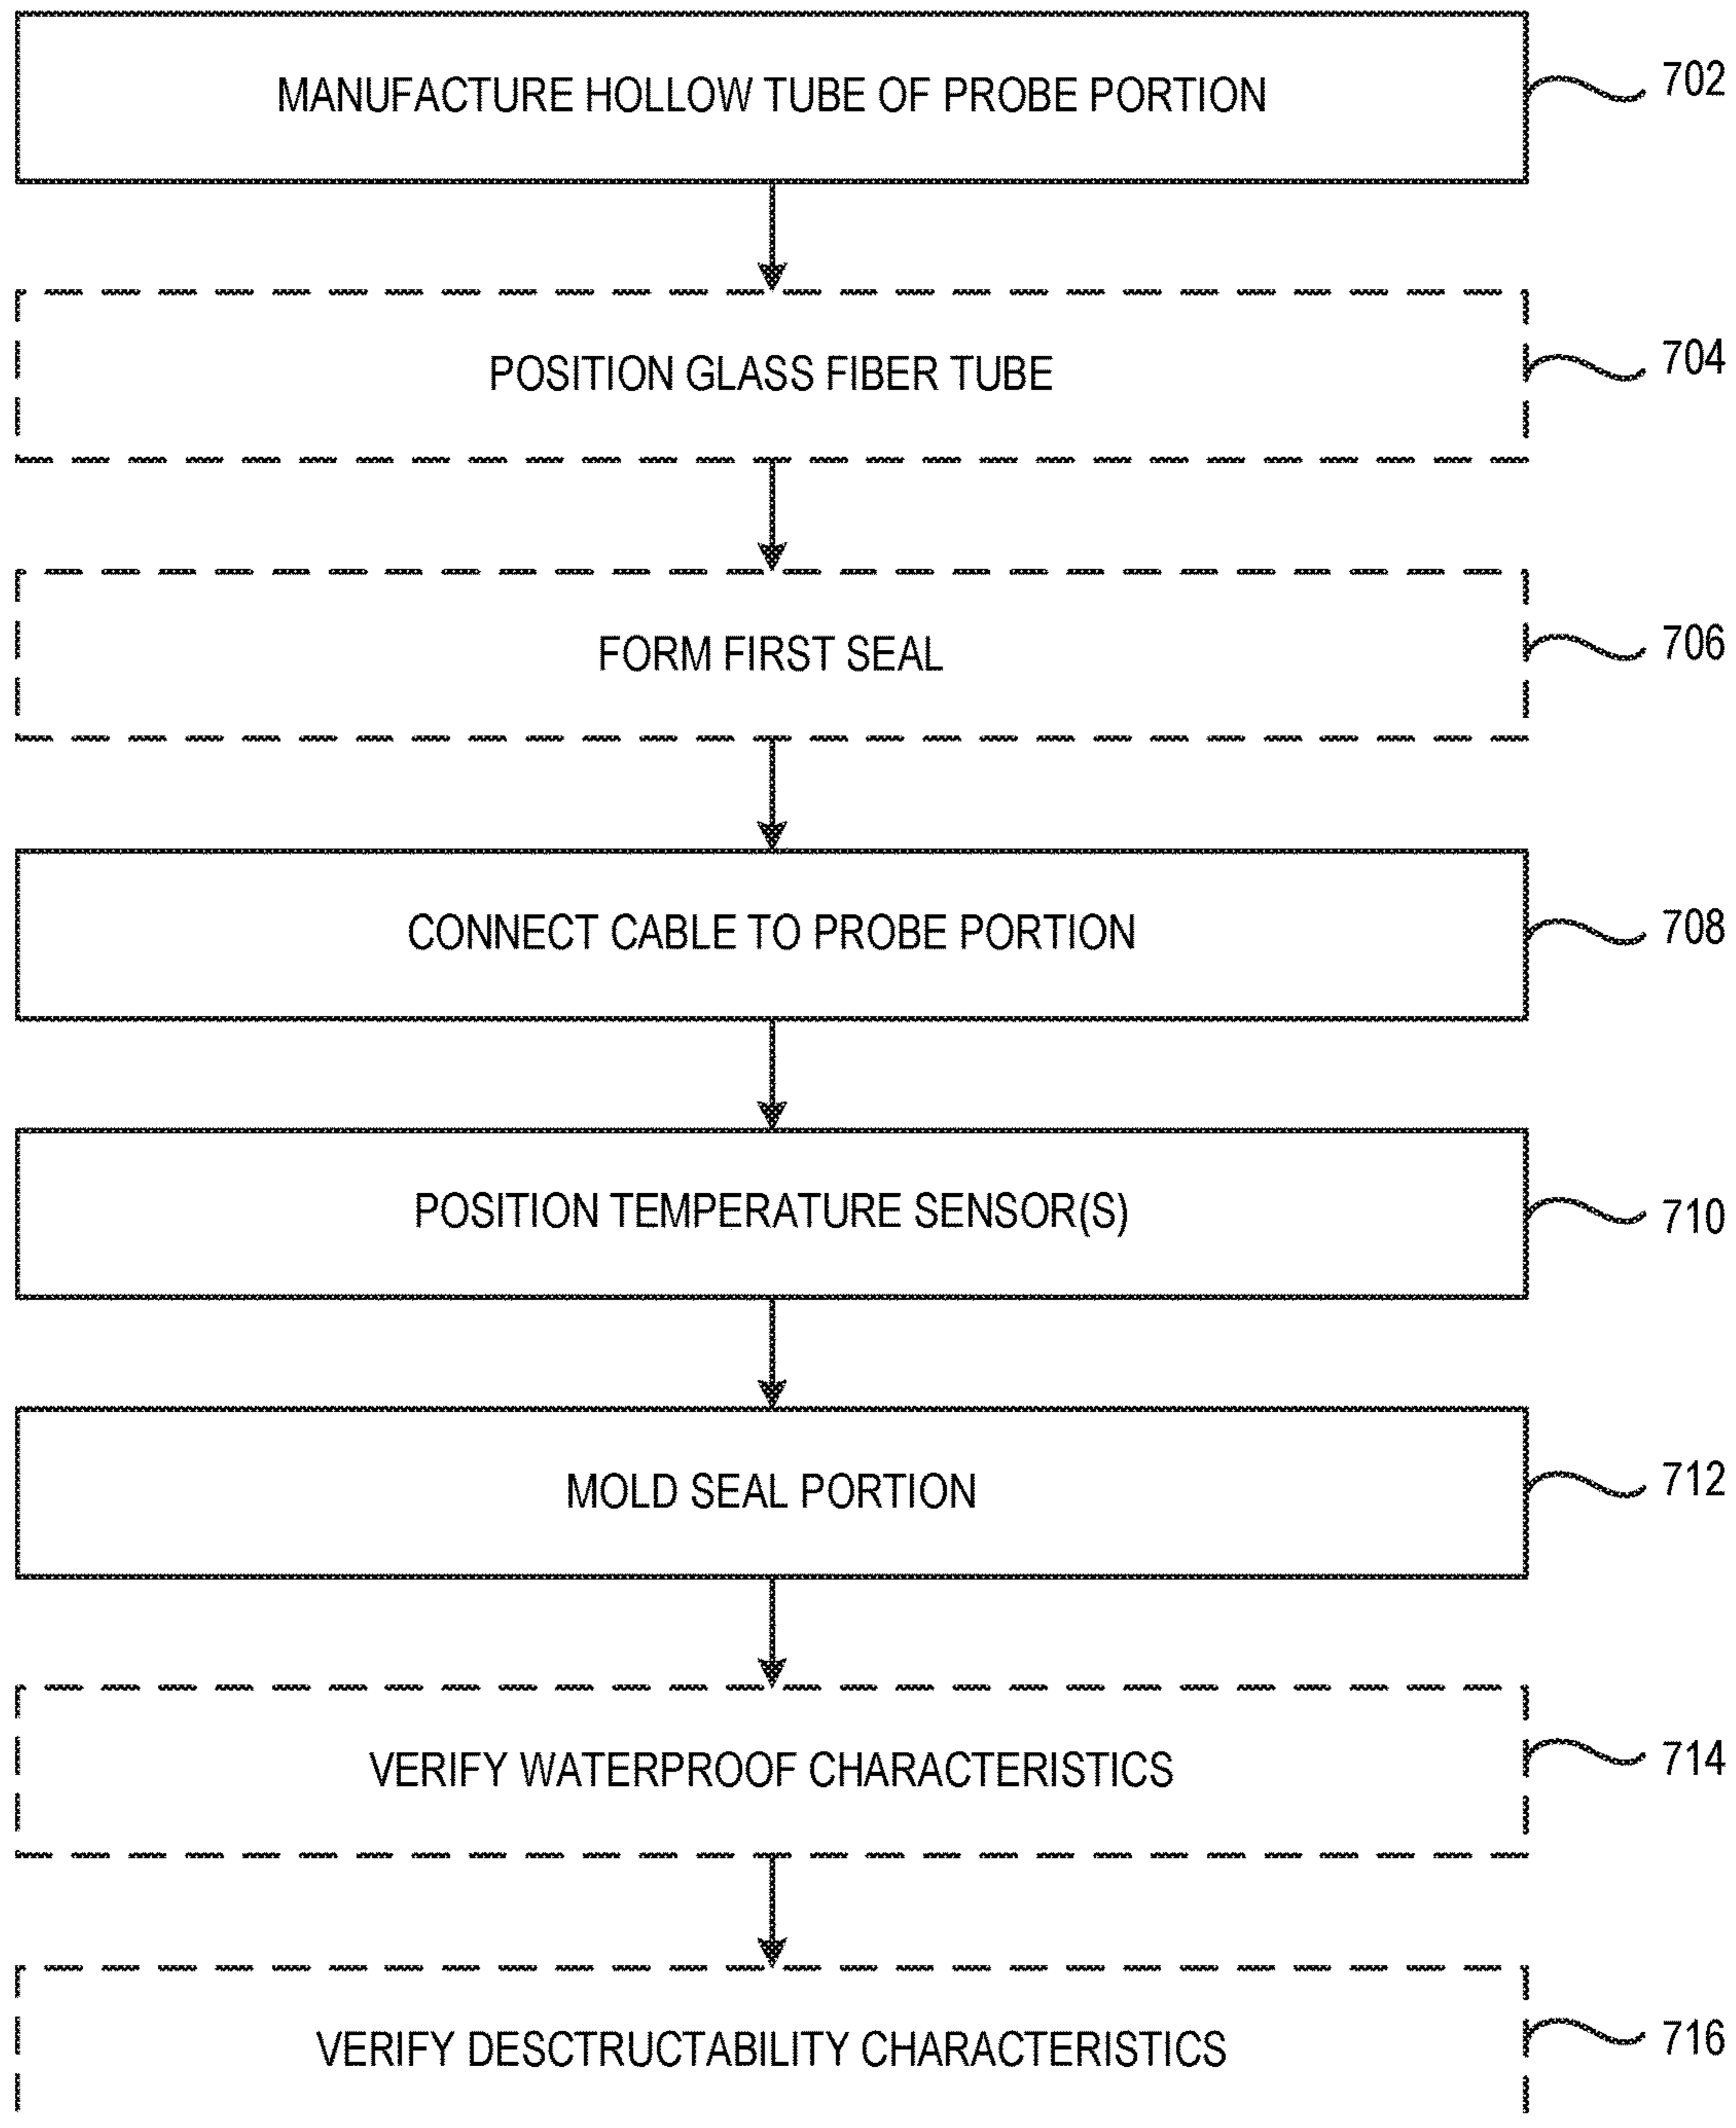 MANUFACTURE HOLLOW TUBE OF PROBE PORTION 702
POSITION GLASS FIBER TUBE 704
FORM FIRST SEAL 706
CONNECT CABLE TO PROBE PORTION 708
POSITION TEMPERATURE SENSOR(S) 710
MOLD SEAL PORTION 712
VERIFY WATERPROOF CHARACTERISTICS 714
VERIFY DESCTRUCTABILITY CHARACTERISTICS 716